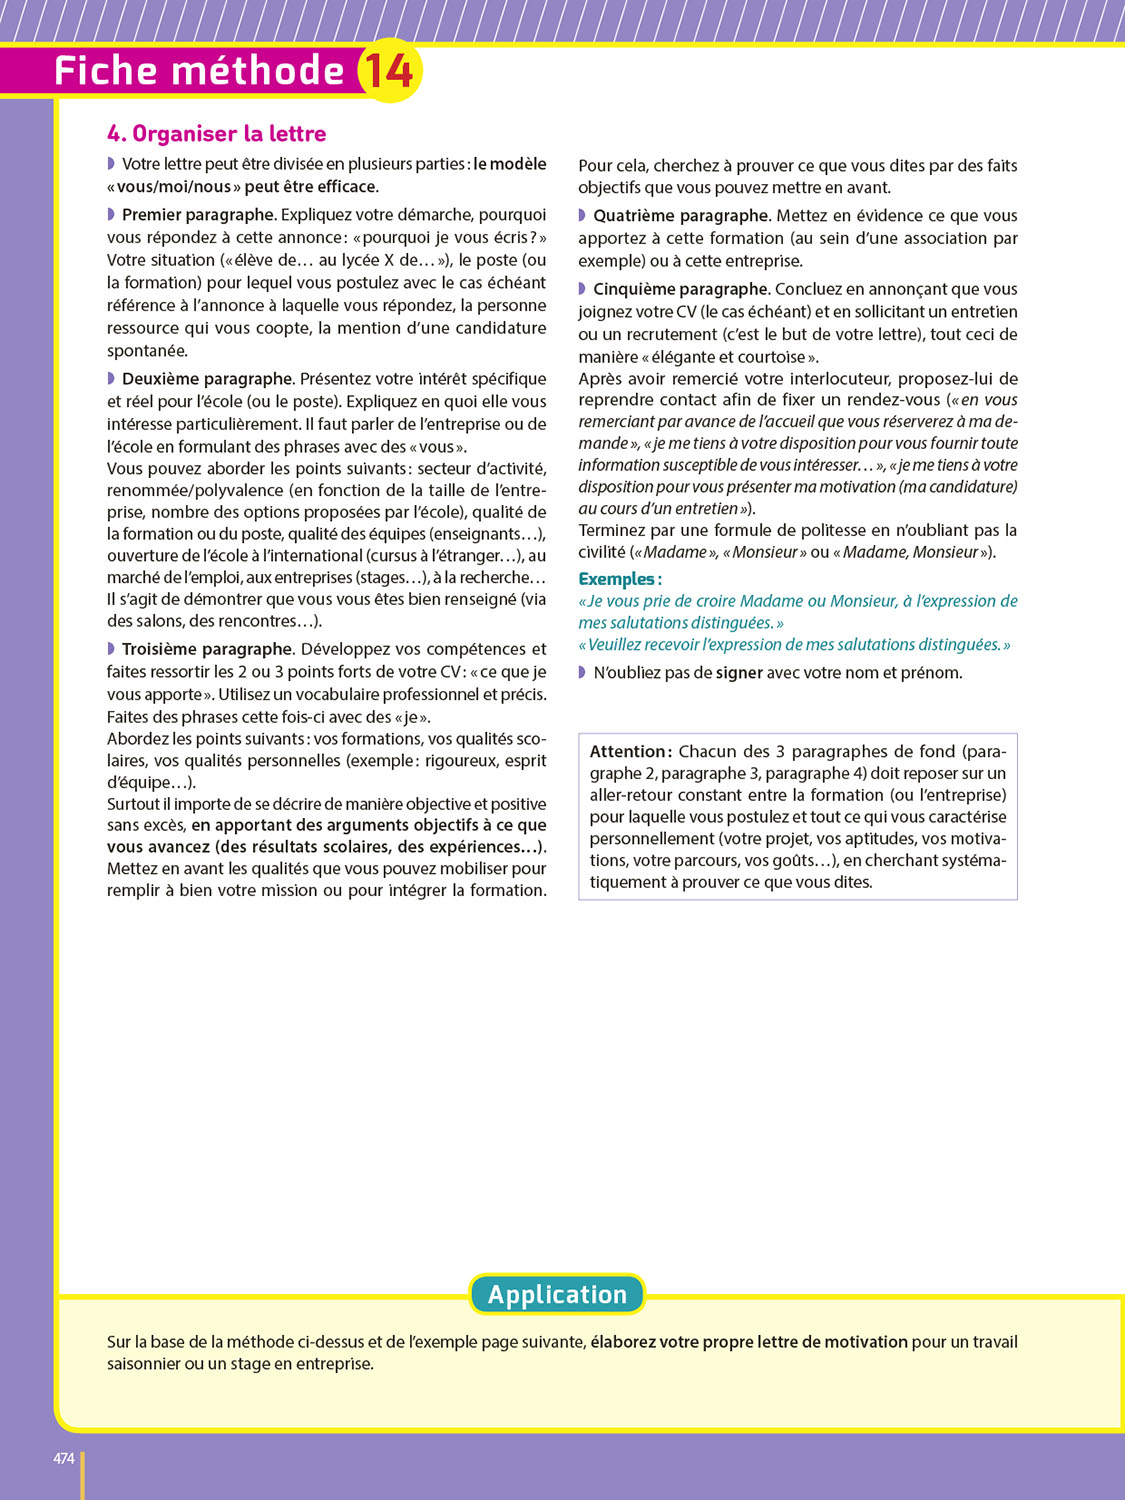 Fiche méthode 14
4. Organiser la lettre
◗ Votre lettre peut être divisée en plusieurs parties : le modèle
« vous/moi/nous » peut être efficace.
◗ Premier paragraphe. Expliquez votre démarche, pourquoi
vous répondez à cette annonce : « pourquoi je vous écris ? »
Votre situation (« élève de… au lycée X de… »), le poste (ou
la formation) pour lequel vous postulez avec le cas échéant
référence à l’annonce à laquelle vous répondez, la personne
ressource qui vous coopte, la mention d’une candidature
spontanée.
◗ Deuxième paragraphe. Présentez votre intérêt spécifique
et réel pour l’école (ou le poste). Expliquez en quoi elle vous
intéresse particulièrement. Il faut parler de l’entreprise ou de
l’école en formulant des phrases avec des « vous ».
Vous pouvez aborder les points suivants : secteur d’activité,
renommée/polyvalence (en fonction de la taille de l’entre-
prise, nombre des options proposées par l’école), qualité de
la formation ou du poste, qualité des équipes (enseignants…),
ouverture de l’école à l’international (cursus à l’étranger…), au
marché de l’emploi, aux entreprises (stages…), à la recherche…
Il s’agit de démontrer que vous vous êtes bien renseigné (via
des salons, des rencontres…).
◗ Troisième paragraphe. Développez vos compétences et
faites ressortir les 2 ou 3 points forts de votre CV : « ce que je
vous apporte ». Utilisez un vocabulaire professionnel et précis.
Faites des phrases cette fois-ci avec des « je ».
Abordez les points suivants : vos formations, vos qualités sco-
laires, vos qualités personnelles (exemple : rigoureux, esprit
d’équipe…).
Surtout il importe de se décrire de manière objective et positive
sans excès, en apportant des arguments objectifs à ce que
vous avancez (des résultats scolaires, des expériences…).
Mettez en avant les qualités que vous pouvez mobiliser pour
remplir à bien votre mission ou pour intégrer la formation.
Pour cela, cherchez à prouver ce que vous dites par des faits
objectifs que vous pouvez mettre en avant.
◗ Quatrième paragraphe. Mettez en évidence ce que vous
apportez à cette formation (au sein d’une association par
exemple) ou à cette entreprise.
◗ Cinquième paragraphe. Concluez en annonçant que vous
joignez votre CV (le cas échéant) et en sollicitant un entretien
ou un recrutement (c’est le but de votre lettre), tout ceci de
manière « élégante et courtoise ».
Après avoir remercié votre interlocuteur, proposez-lui de
reprendre contact afin de fixer un rendez-vous (« en vous
remerciant par avance de l’accueil que vous réserverez à ma de-
mande », « je me tiens à votre disposition pour vous fournir toute
information susceptible de vous intéresser… », « je me tiens à votre
disposition pour vous présenter ma motivation (ma candidature)
au cours d’un entretien »).
Terminez par une formule de politesse en n’oubliant pas la
civilité (« Madame », « Monsieur » ou « Madame, Monsieur »).
Exemples :
« Je vous prie de croire Madame ou Monsieur, à l’expression de
mes salutations distinguées. »
« Veuillez recevoir l’expression de mes salutations distinguées. »
◗ N’oubliez pas de signer avec votre nom et prénom.
Attention : Chacun des 3 paragraphes de fond (para-
graphe 2, paragraphe 3, paragraphe 4) doit reposer sur un
aller-retour constant entre la formation (ou l’entreprise)
pour laquelle vous postulez et tout ce qui vous caractérise
personnellement (votre projet, vos aptitudes, vos motiva-
tions, votre parcours, vos goûts…), en cherchant systéma-
tiquement à prouver ce que vous dites.
Application
Sur la base de la méthode ci-dessus et de l’exemple page suivante, élaborez votre propre lettre de motivation pour un travail
saisonnier ou un stage en entreprise.
474